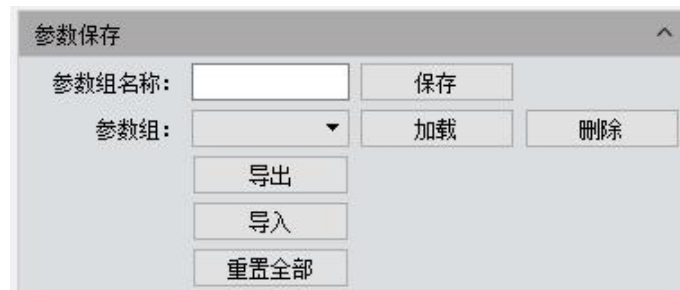 参数保存
参数组名称： 保存
参数组： 加载 删除
导出
导入
重置全部